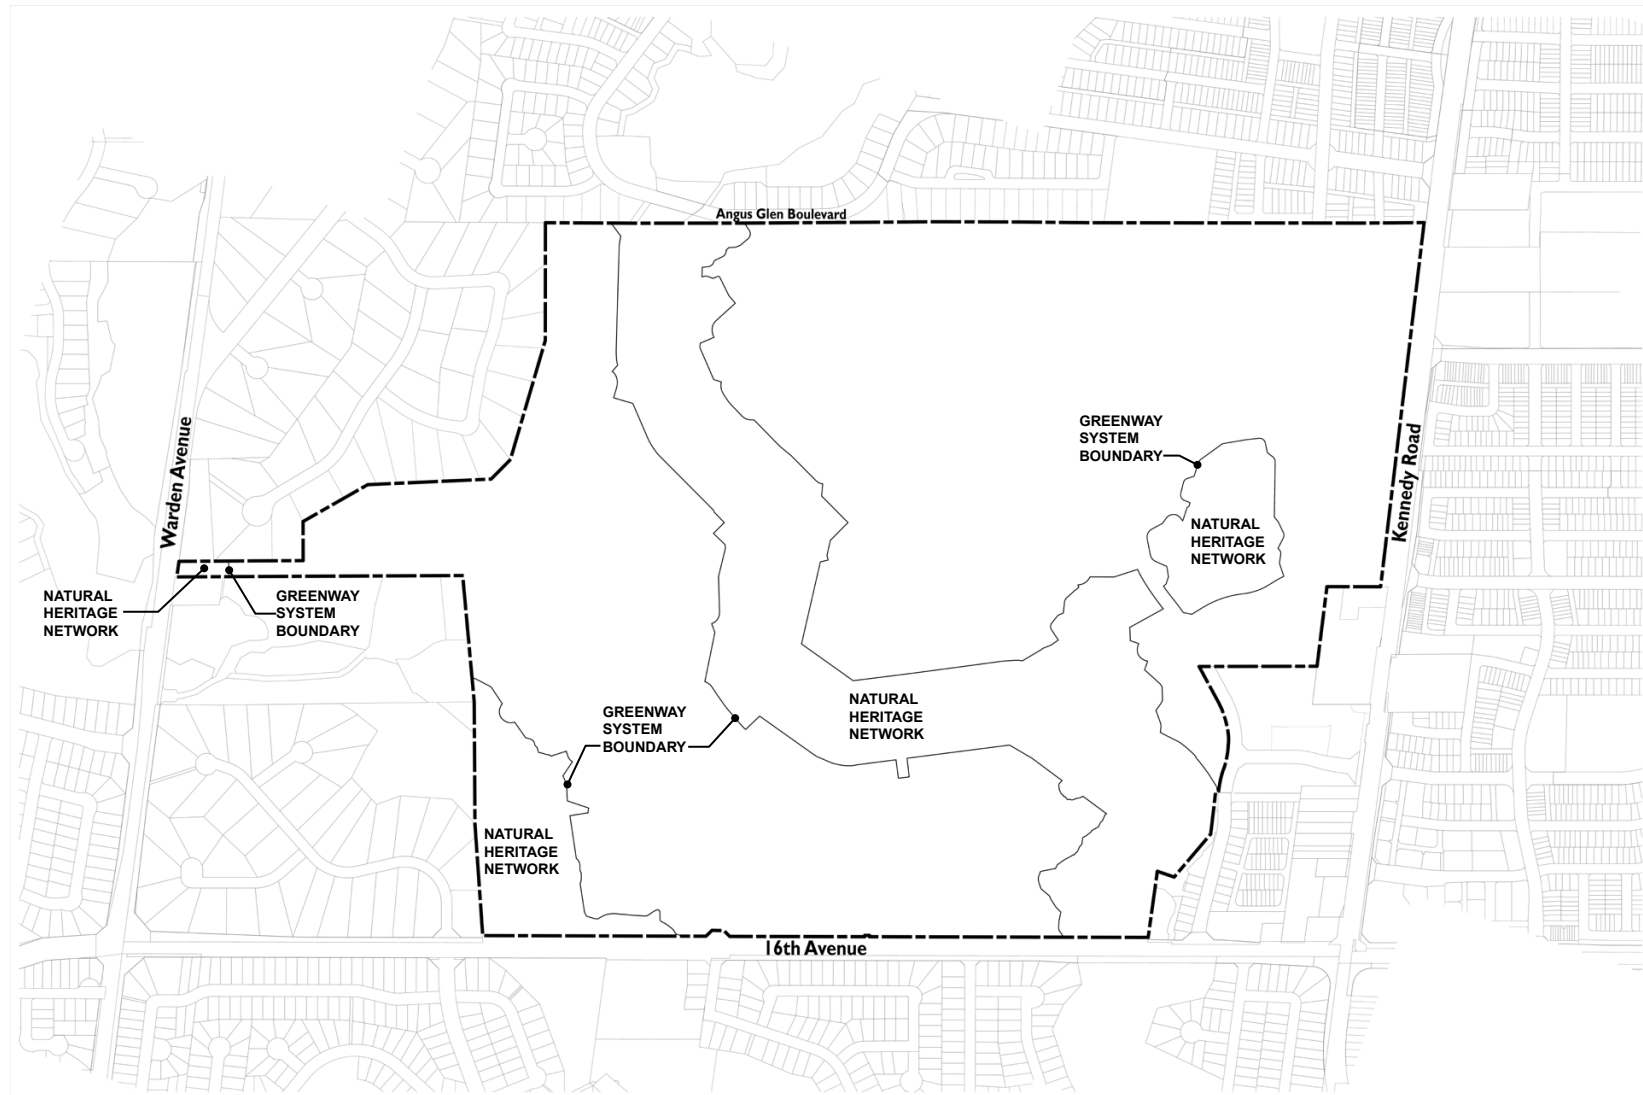 Angus Glen Boulevard
Warden Avenue
Kennedy Road
GREENWAY
SYSTEM
BOUNDARY
NATURAL
HERITAGE
NETWORK
NATURAL
HERITAGE
NETWORK
GREENWAY
SYSTEM
BOUNDARY
GREENWAY
SYSTEM
BOUNDARY
NATURAL
HERITAGE
NETWORK
NATURAL
HERITAGE
NETWORK
16th Avenue